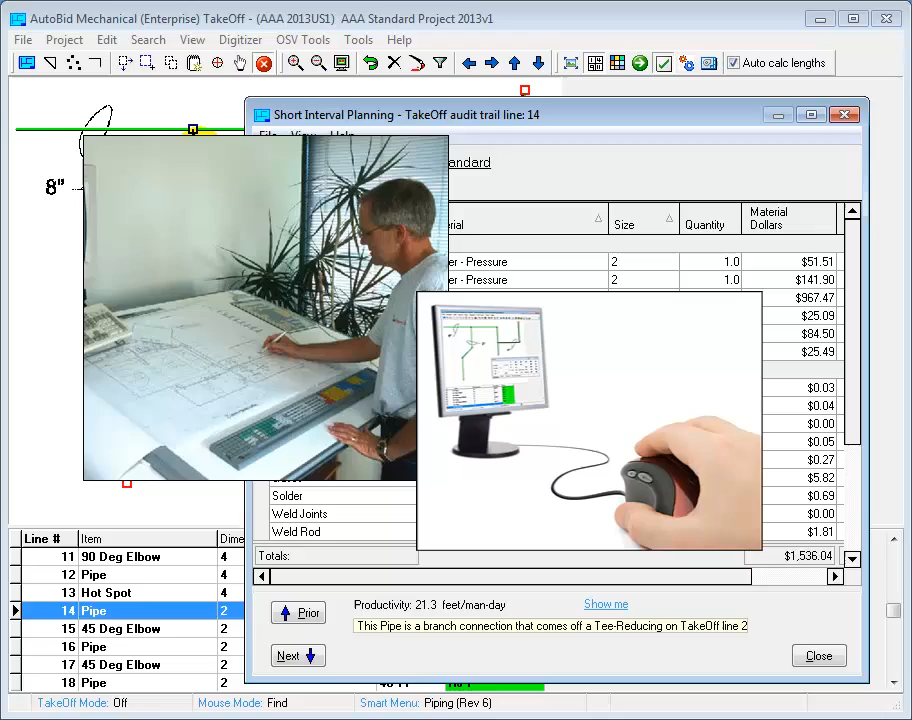 AutoBid Mechanical (Enterprise) TakeOff - (AAA 2013US1)   AAA Standard Project 2013v1
File   Project   Edit   Search   View   Digitizer   OSV Tools   Tools   Help
Auto calc lengths
Short Interval Planning - TakeOff audit trail line: 14
8"
Size   Quantity   Material Dollars
er - Pressure   2   1.0   $51.51
er - Pressure   2   1.0   $141.90
$967.47
$25.09
$84.50
$25.49
$0.03
$0.04
$0.00
$0.05
$0.27
$5.82
Solder   $0.69
Weld Joints   $0.00
Weld Rod   $1.81
Totals:   $1,536.04
Line #   Item   Dime
11   90 Deg Elbow   4
12   Pipe   4
13   Hot Spot   4
14   Pipe   2
15   45 Deg Elbow   2
16   Pipe   2
17   45 Deg Elbow   2
18   Pipe   2
Prior   Productivity: 21.3  feet/man-day   Show me
This Pipe is a branch connection that comes off a Tee-Reducing on TakeOff line 2
Next   Close
TakeOff Mode: Off   Mouse Mode: Find   Smart Menu: Piping (Rev 6)